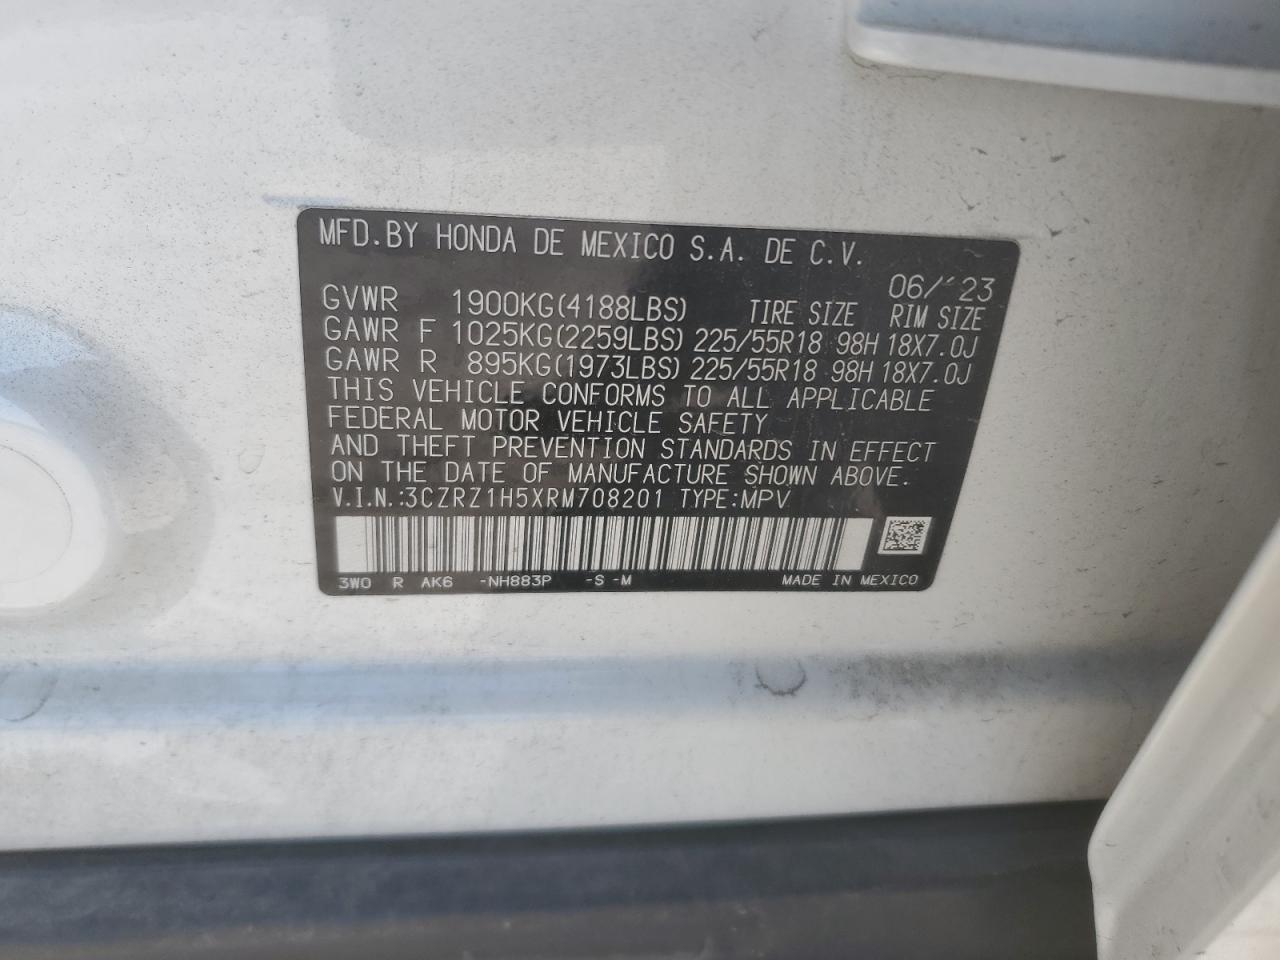 MFD.BY HONDA DE MEXICO S.A. DE C.V.
06/'23
GVWR 1900KG(4188LBS) TIRE SIZE RIM SIZE
GAWR F 1025KG(2259LBS) 225/55R18 98H 18X7.0J
GAWR R 895KG(1973LBS) 225/55R18 98H 18X7.0J
THIS VEHICLE CONFORMS TO ALL APPLICABLE
FEDERAL MOTOR VEHICLE SAFETY
AND THEFT PREVENTION STANDARDS IN EFFECT
ON THE DATE OF MANUFACTURE SHOWN ABOVE.
V.I.N.:3CZRZ1H5XRM708201 TYPE:MPV
3W0 R AK6 -NH883P -S -M MADE IN MEXICO